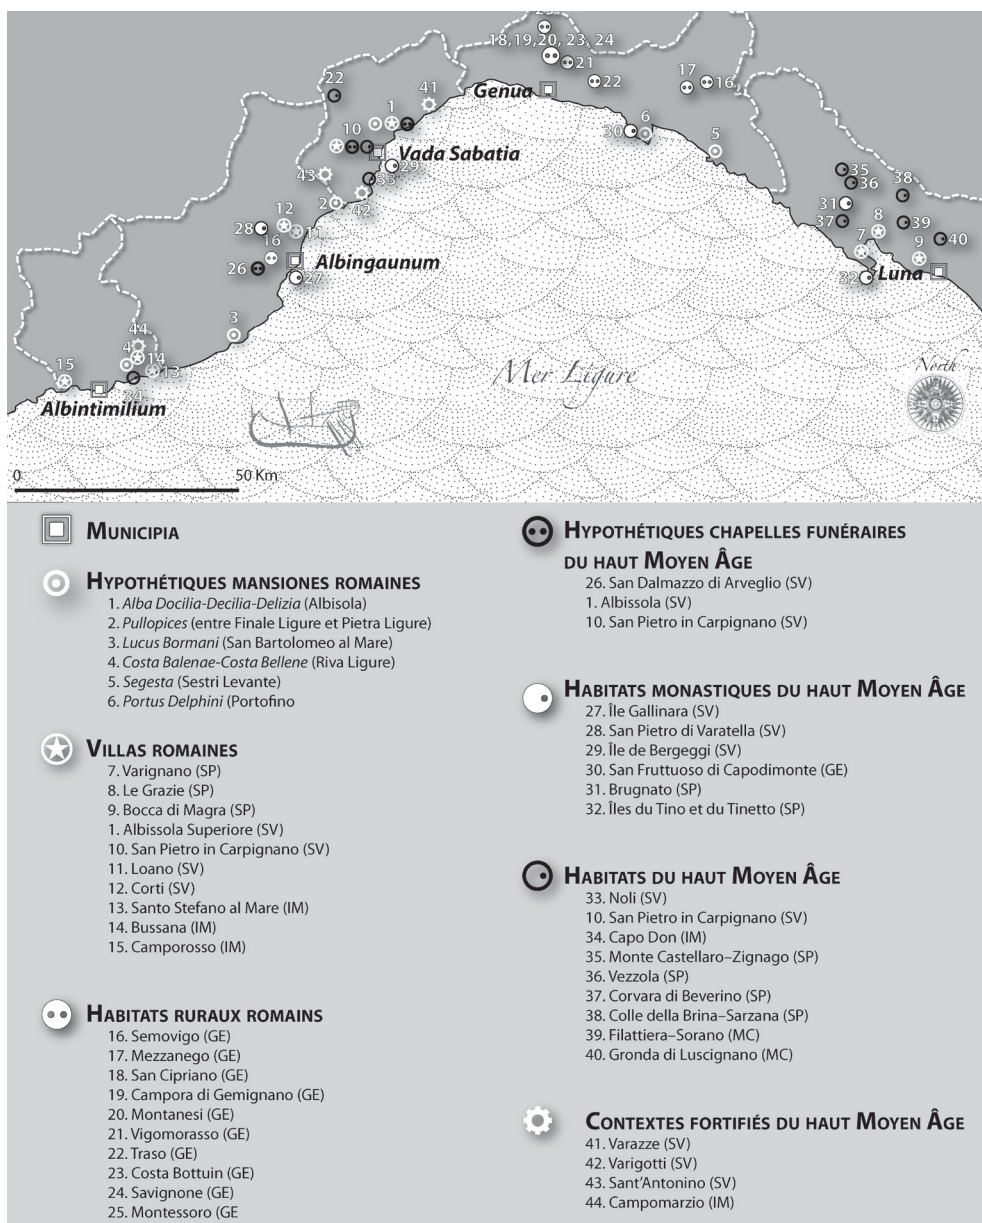 25
18,19,20, 23, 24
21
22
17
16
22
41
Genua
1
30
6
10
5
Vada Sabatia
29
35
38
33
36
43
31
42
2
12
37
39
8
28
11
40
7
9
16
Albingaunum
26
27
32
Luna
3
44
Mer Ligure
North
4
14
15
13
34
Albintimilium
0
50 Km
Municipia
Hypothétiques mansiones romaines
1. Alba Docilia-Decilia-Delizia (Albisola)
2. Pullopices (entre Finale Ligure et Pietra Ligure)
3. Lucus Bormani (San Bartolomeo al Mare)
4. Costa Balenae-Costa Bellene (Riva Ligure)
5. Segesta (Sestri Levante)
6. Portus Delphini (Portofino
Villas romaines
7. Varignano (SP)
8. Le Grazie (SP)
9. Bocca di Magra (SP)
1. Albissola Superiore (SV)
10. San Pietro in Carpignano (SV)
11. Loano (SV)
12. Corti (SV)
13. Santo Stefano al Mare (IM)
14. Bussana (IM)
15. Camporosso (IM)
Habitats ruraux romains
16. Semovigo (GE)
17. Mezzanego (GE)
18. San Cipriano (GE)
19. Campora di Gemignano (GE)
20. Montanesi (GE)
21. Vigomorasso (GE)
22. Traso (GE)
23. Costa Bottuin (GE)
24. Savignone (GE)
25. Montessoro (GE
Hypothétiques chapelles funéraires
du haut Moyen Âge
26. San Dalmazzo di Arveglio (SV)
1. Albissola (SV)
10. San Pietro in Carpignano (SV)
Habitats monastiques du haut Moyen Âge
27. Île Gallinara (SV)
28. San Pietro di Varatella (SV)
29. Île de Bergeggi (SV)
30. San Fruttuoso di Capodimonte (GE)
31. Brugnato (SP)
32. Îles du Tino et du Tinetto (SP)
Habitats du haut Moyen Âge
33. Noli (SV)
10. San Pietro in Carpignano (SV)
34. Capo Don (IM)
35. Monte Castellaro–Zignago (SP)
36. Vezzola (SP)
37. Corvara di Beverino (SP)
38. Colle della Brina–Sarzana (SP)
39. Filattiera–Sorano (MC)
40. Gronda di Luscignano (MC)
Contextes fortifiés du haut Moyen Âge
41. Varazze (SV)
42. Varigotti (SV)
43. Sant'Antonino (SV)
44. Campomarzio (IM)